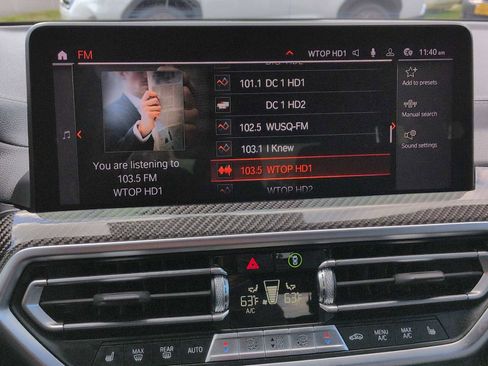 FM
WTOP HD1
11:40 am
101.1 DC 1 HD1
DC 1 HD2
102.5 WUSQ-FM
103.1 I Knew
103.5 WTOP HD1
WTOP HD2
You are listening to
103.5 FM
WTOP HD1
Add to presets
Manual search
Sound settings
63°F
A/C
63°F
A/C
MAX
REAR
AUTO
MENU
A/C
MAX
A/C